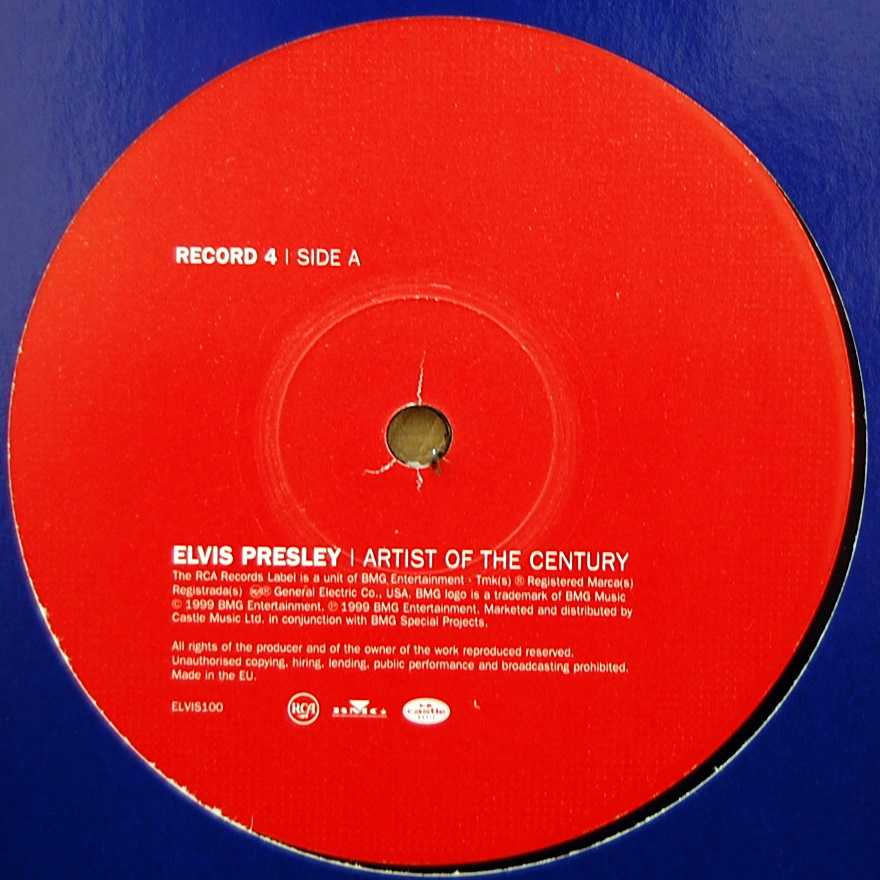 RECORD 4 | SIDE A
ELVIS PRESLEY | ARTIST OF THE CENTURY
The RCA Records Label is a unit of BMG Entertainment · Tmk(s) ® Registered Marca(s)
Registrada(s) RCA ® General Electric Co., USA. BMG logo is a trademark of BMG Music
© 1999 BMG Entertainment. ℗ 1999 BMG Entertainment. Marketed and distributed by
Castle Music Ltd. in conjunction with BMG Special Projects.
All rights of the producer and of the owner of the work reproduced reserved.
Unauthorised copying, hiring, lending, public performance and broadcasting prohibited.
Made in the EU.
ELVIS100 RCA BMG castle